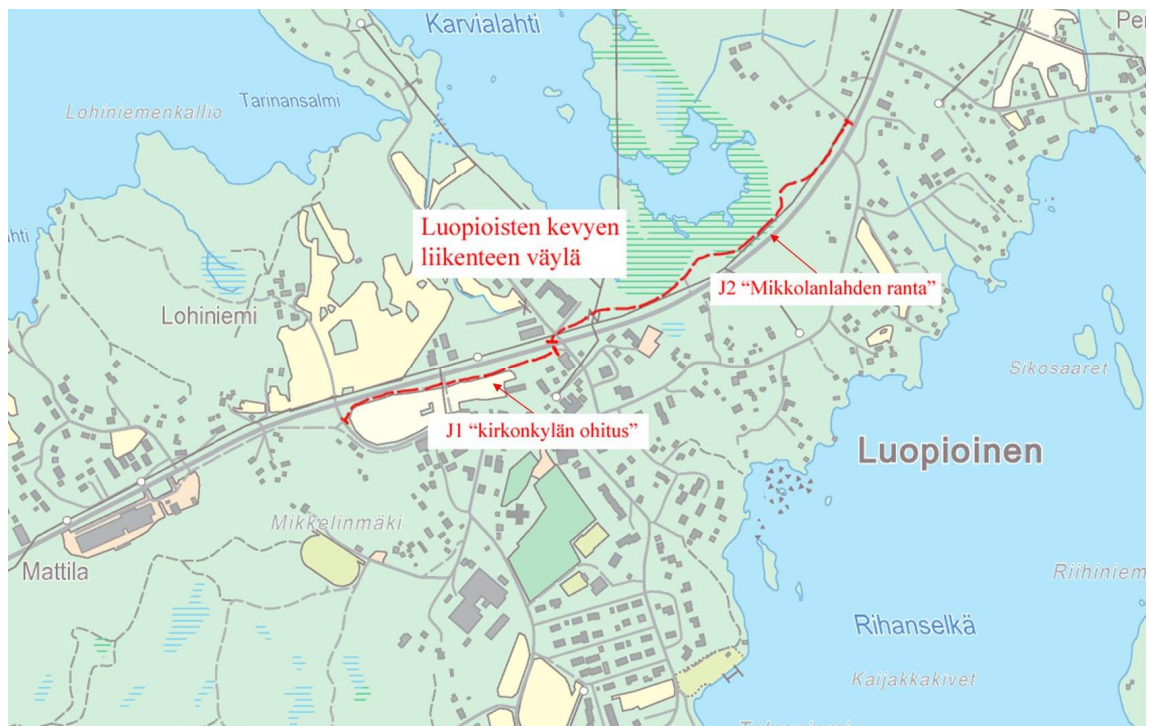 Karvialahti
Tarinansalmi
Lohiniemenkallio
Luopioisten kevyen
liikenteen väylä
J2 “Mikkolanlahden ranta”
Lohiniemi
Sikosaaret
J1 “kirkonkylän ohitus”
Luopioinen
Mikkelinmäki
Mattila
Rihanselkä
Kaijakkakivet